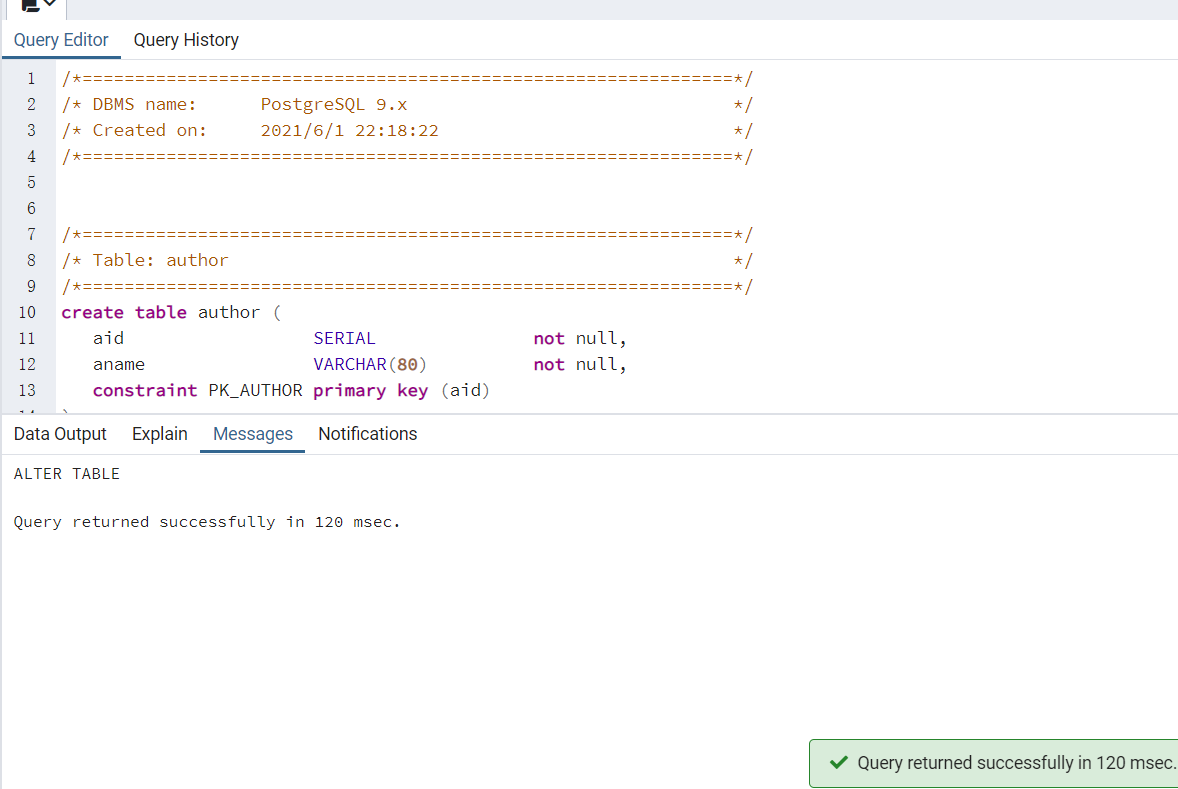 Query Editor Query History
1 /*==============================================================*/
2 /* DBMS name:      PostgreSQL 9.x                               */
3 /* Created on:     2021/6/1 22:18:22                            */
4 /*==============================================================*/
5
6
7 /*==============================================================*/
8 /* Table: author                                                */
9 /*==============================================================*/
10 create table author (
11    aid                  SERIAL               not null,
12    aname                VARCHAR(80)          not null,
13    constraint PK_AUTHOR primary key (aid)
Data Output Explain Messages Notifications
ALTER TABLE
Query returned successfully in 120 msec.
Query returned successfully in 120 msec.